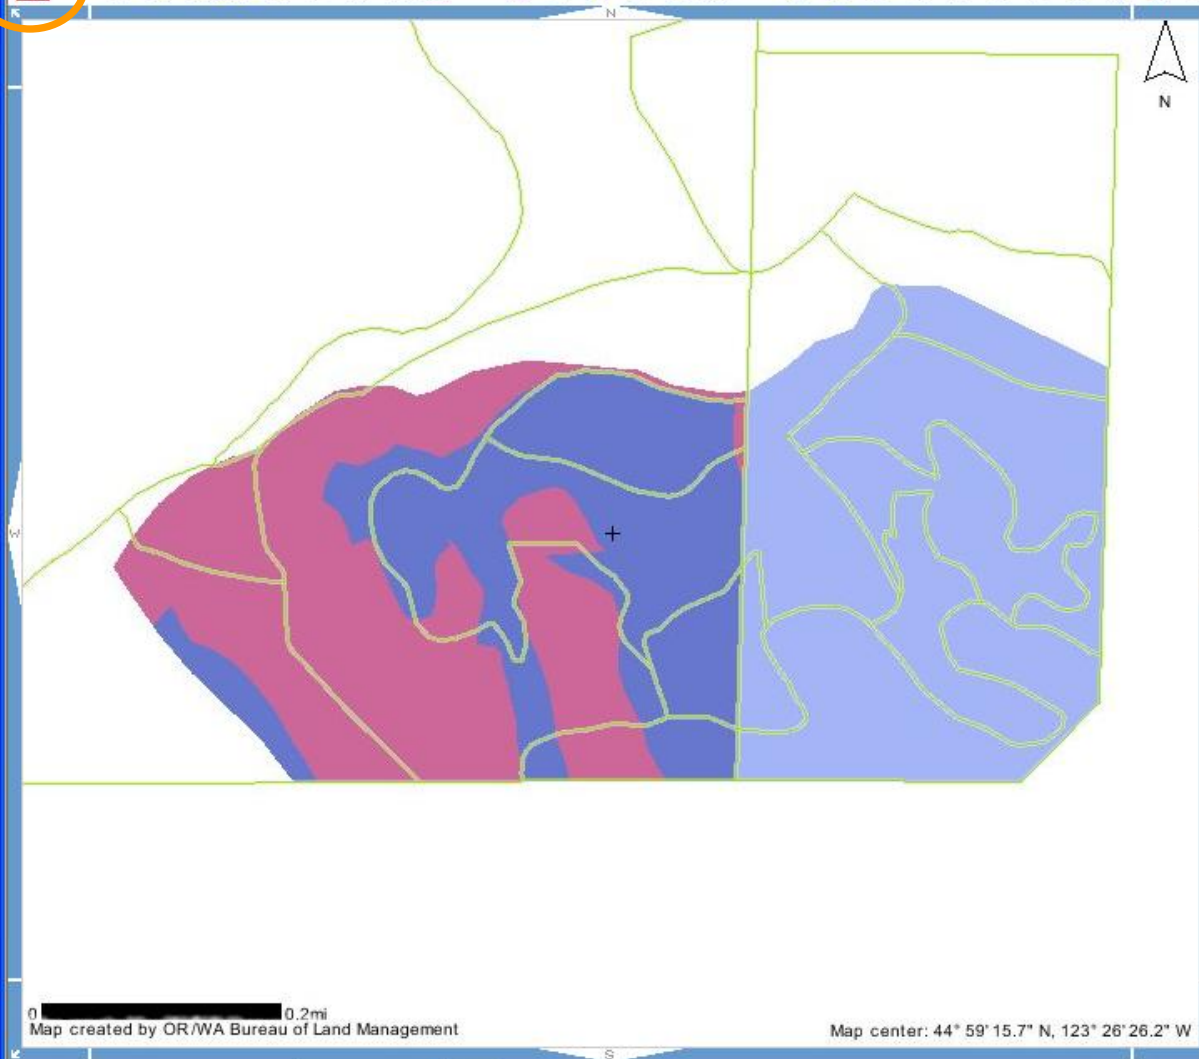 N
N
W
0 0.2mi
Map created by OR/WA Bureau of Land Management
Map center: 44° 59' 15.7" N, 123° 26' 26.2" W
S